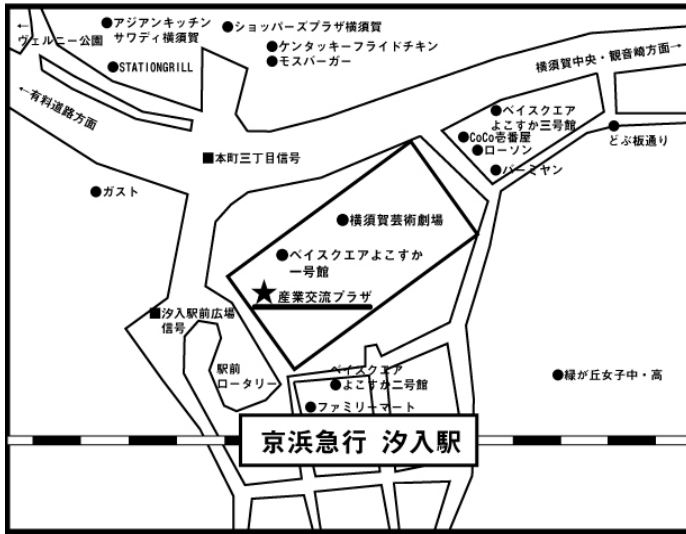 ←
ヴェルニー公園
●アジアンキッチン
サワディ横須賀
●ショッパーズプラザ横須賀
●ケンタッキーフライドチキン
●モスバーガー
●STATIONGRILL
横須賀中央・観音崎方面→
←有料道路方面
●ベイスクエア
よこすか三号館
●CoCo壱番屋
●ローソン
●バーミヤン
どぶ板通り
■本町三丁目信号
●ガスト
●横須賀芸術劇場
●ベイスクエアよこすか
一号館
★
産業交流プラザ
■汐入駅前広場
信号
駅前
ロータリー
ベイスクエア
●よこすか二号館
●ファミリーマート
●緑が丘女子中・高
京浜急行 汐入駅